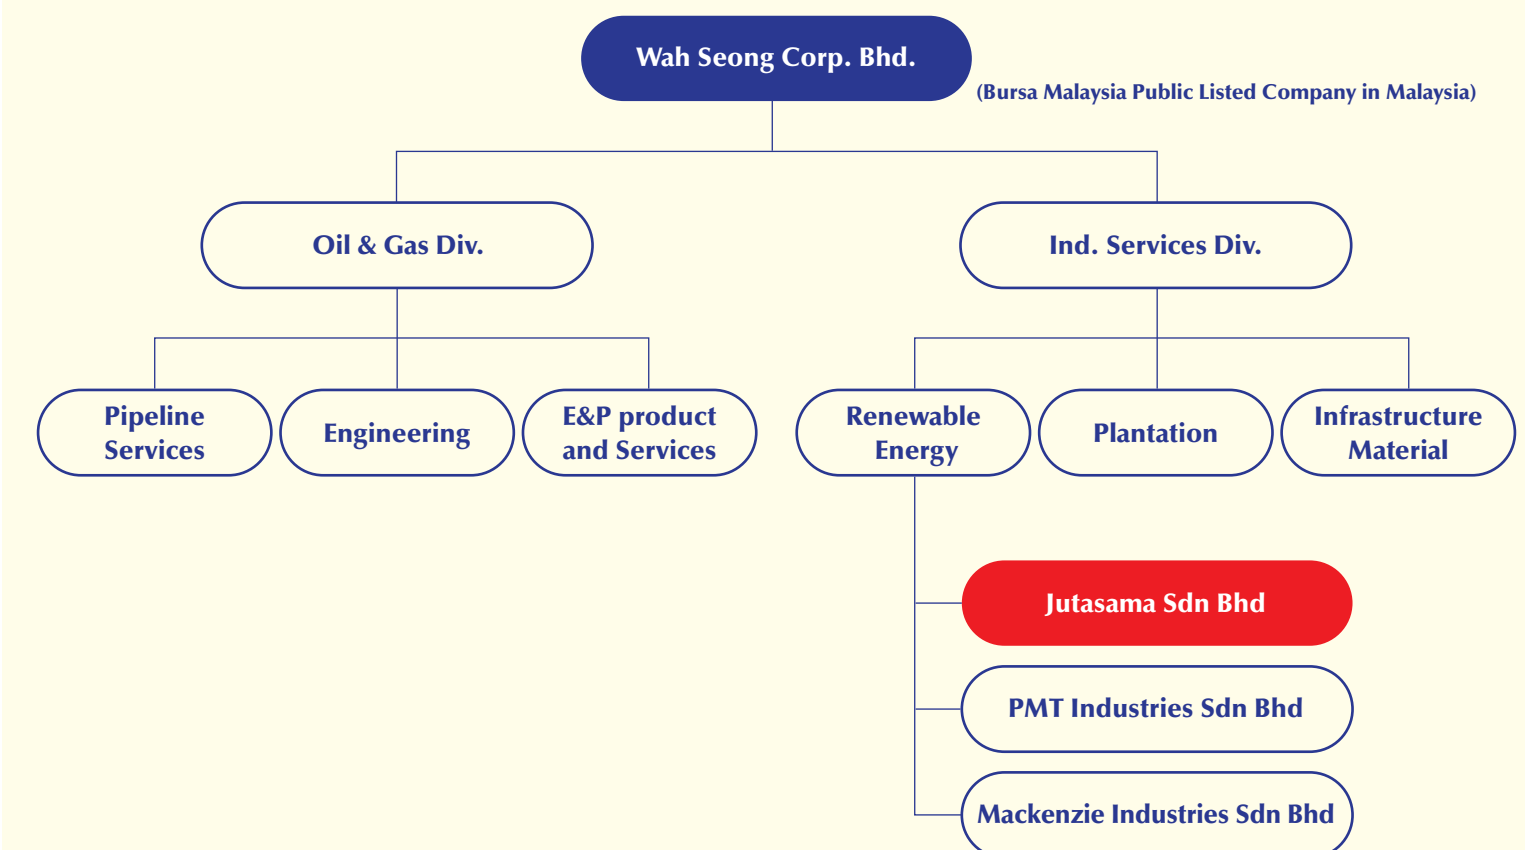 Wah Seong Corp. Bhd.
(Bursa Malaysia Public Listed Company in Malaysia)
Oil & Gas Div.
Ind. Services Div.
Pipeline
Services
Engineering
E&P product
and Services
Renewable
Energy
Plantation
Infrastructure
Material
Jutasama Sdn Bhd
PMT Industries Sdn Bhd
Mackenzie Industries Sdn Bhd